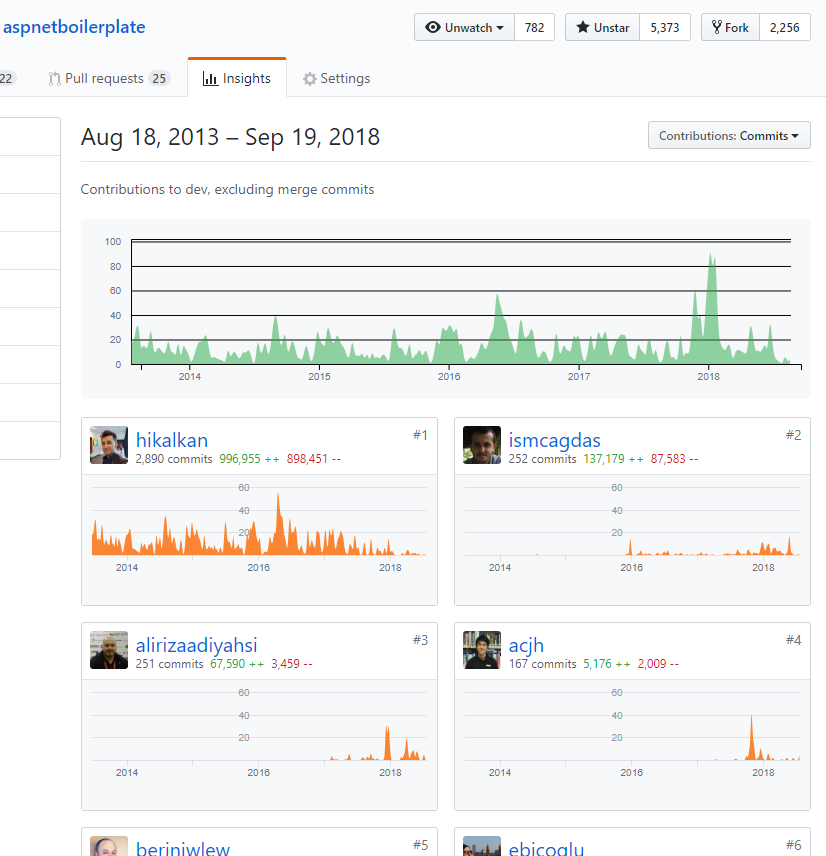 aspnetboilerplate Unwatch 782 Unstar 5,373 Fork 2,256
22 Pull requests 25 Insights Settings
Aug 18, 2013 – Sep 19, 2018 Contributions: Commits
Contributions to dev, excluding merge commits
100
80
60
40
20
0
2014 2015 2016 2017 2018
hikalkan #1
2,890 commits 996,955 ++ 898,451 --
60
40
20
2014 2016 2018
ismcagdas #2
252 commits 137,179 ++ 87,583 --
60
40
20
2014 2016 2018
alirizaadiyahsi #3
251 commits 67,590 ++ 3,459 --
60
40
20
2014 2016 2018
acjh #4
167 commits 5,176 ++ 2,009 --
60
40
20
2014 2016 2018
beriniwlew #5
ebicoglu #6